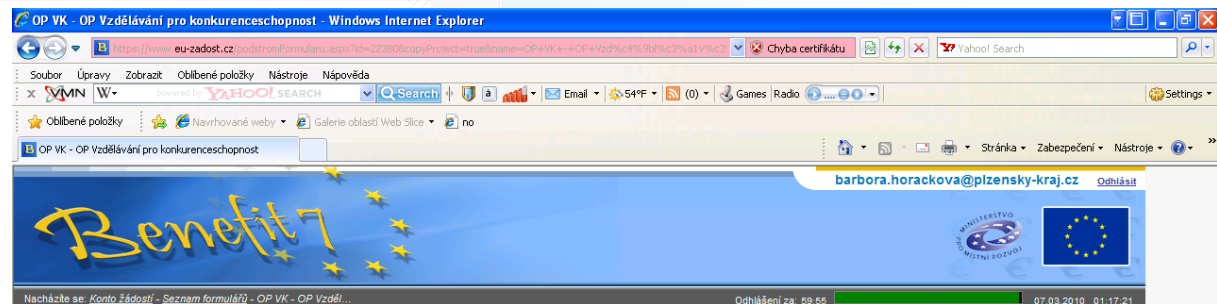 OP VK - OP Vzdělávání pro konkurenceschopnost - Windows Internet Explorer
https://www.eu-zadost.cz/podstromFormularu.aspx?id=22380&copyProject=true&name=OP+VK+-+OP+Vzd%c4%9bl%c3%a1v%c3 Chyba certifikátu Yahoo! Search
Soubor Úpravy Zobrazit Oblíbené položky Nástroje Nápověda
x YMN W- powered by YAHOO! SEARCH Search a Email 54°F (0) Games Radio Settings
Oblíbené položky Navrhované weby Galerie oblastí Web Slice no
OP VK - OP Vzdělávání pro konkurenceschopnost Stránka Zabezpečení Nástroje »
barbora.horackova@plzensky-kraj.cz Odhlásit
Benefit7
MINISTERSTVO PRO MÍSTNÍ ROZVOJ
Nacházíte se: Konto žádostí - Seznam formulářů - OP VK - OP Vzděl... Odhlášení za: 59:55 07.03.2010 01:17:21